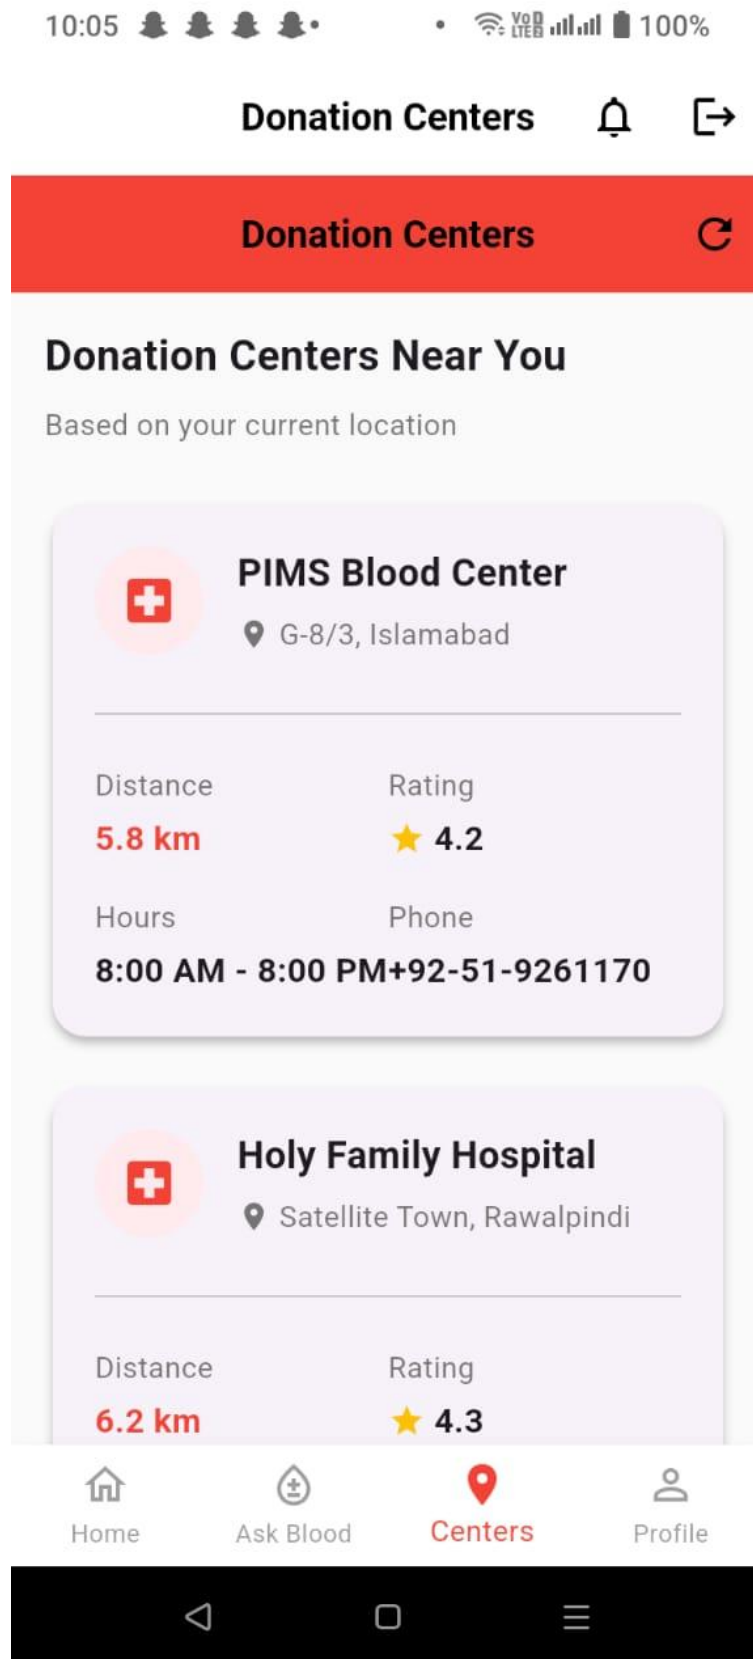 10:05 100%
Donation Centers
Donation Centers
Donation Centers Near You
Based on your current location
PIMS Blood Center
G-8/3, Islamabad
Distance Rating
5.8 km 4.2
Hours Phone
8:00 AM - 8:00 PM+92-51-9261170
Holy Family Hospital
Satellite Town, Rawalpindi
Distance Rating
6.2 km 4.3
Home Ask Blood Centers Profile